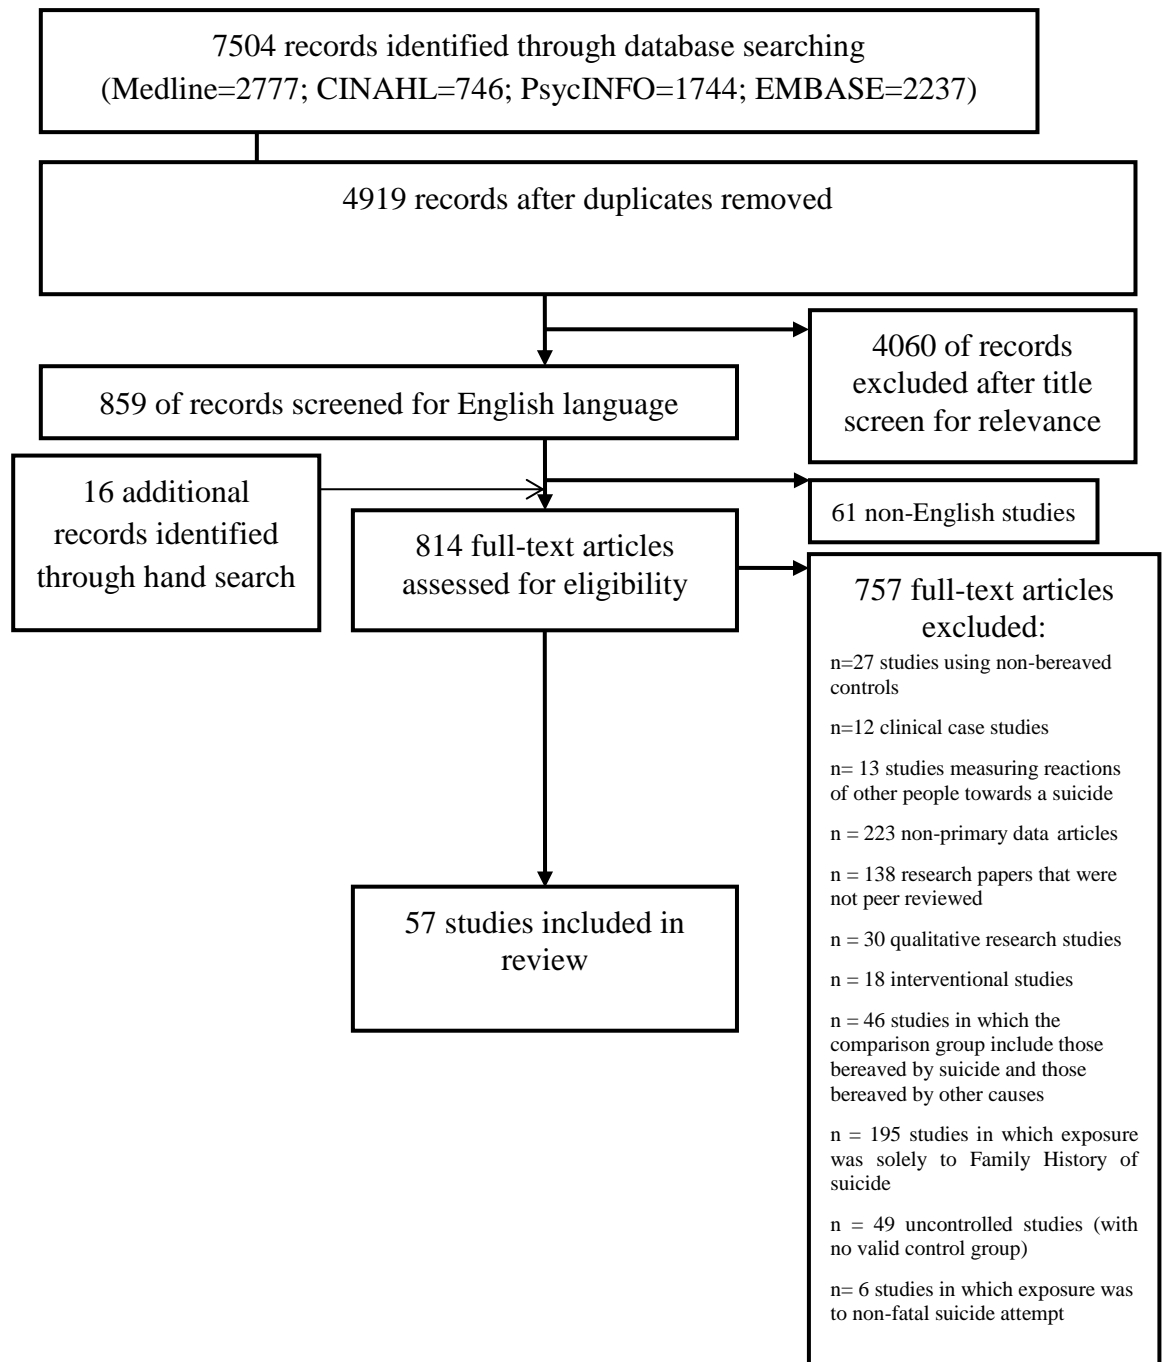 7504 records identified through database searching
(Medline=2777; CINAHL=746; PsycINFO=1744; EMBASE=2237)
4919 records after duplicates removed
4060 of records
excluded after title
screen for relevance
859 of records screened for English language
16 additional
records identified
through hand search
61 non-English studies
814 full-text articles
assessed for eligibility
757 full-text articles
excluded:
n=27 studies using non-bereaved
controls
n=12 clinical case studies
n= 13 studies measuring reactions
of other people towards a suicide
n = 223 non-primary data articles
n = 138 research papers that were
not peer reviewed
n = 30 qualitative research studies
n = 18 interventional studies
n = 46 studies in which the
comparison group include those
bereaved by suicide and those
bereaved by other causes
n = 195 studies in which exposure
was solely to Family History of
suicide
n = 49 uncontrolled studies (with
no valid control group)
n= 6 studies in which exposure was
to non-fatal suicide attempt
57 studies included in
review